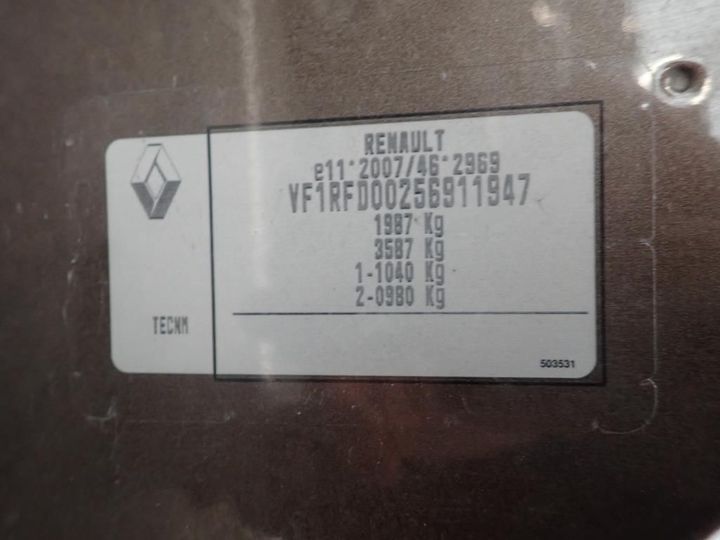 RENAULT
e11*2007/46*2969
VF1RFD00256911947
1987 Kg
3587 Kg
1-1040 Kg
2-0980 Kg
TECNM
503531